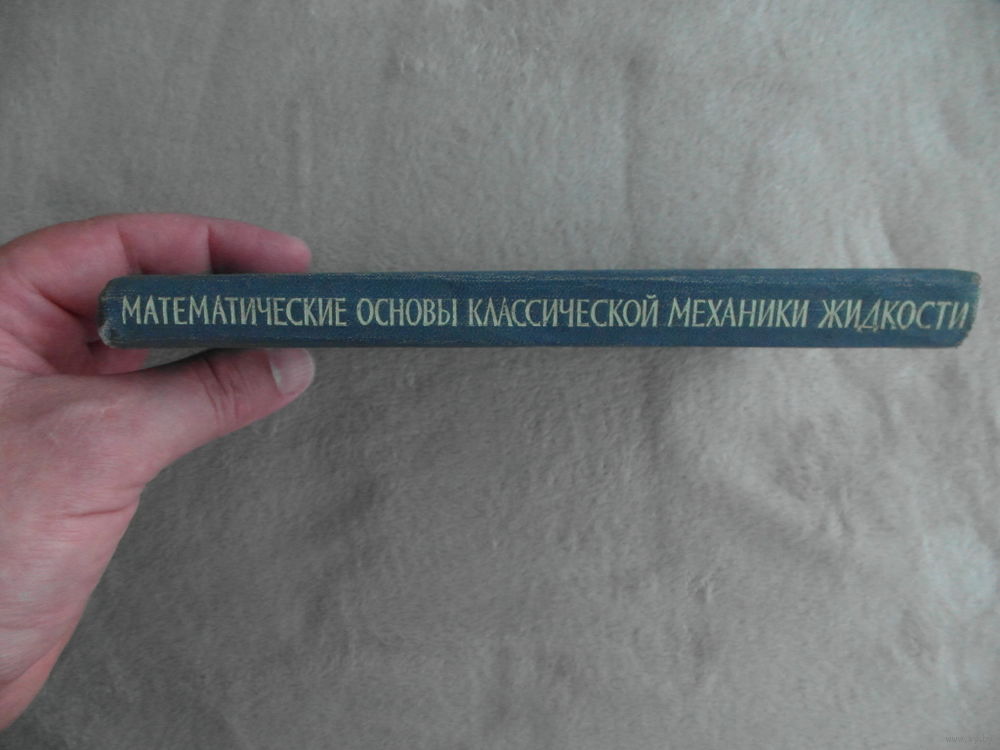 МАТЕМАТИЧЕСКИЕ ОСНОВЫ КЛАССИЧЕСКОЙ МЕХАНИКИ ЖИДКОСТИ